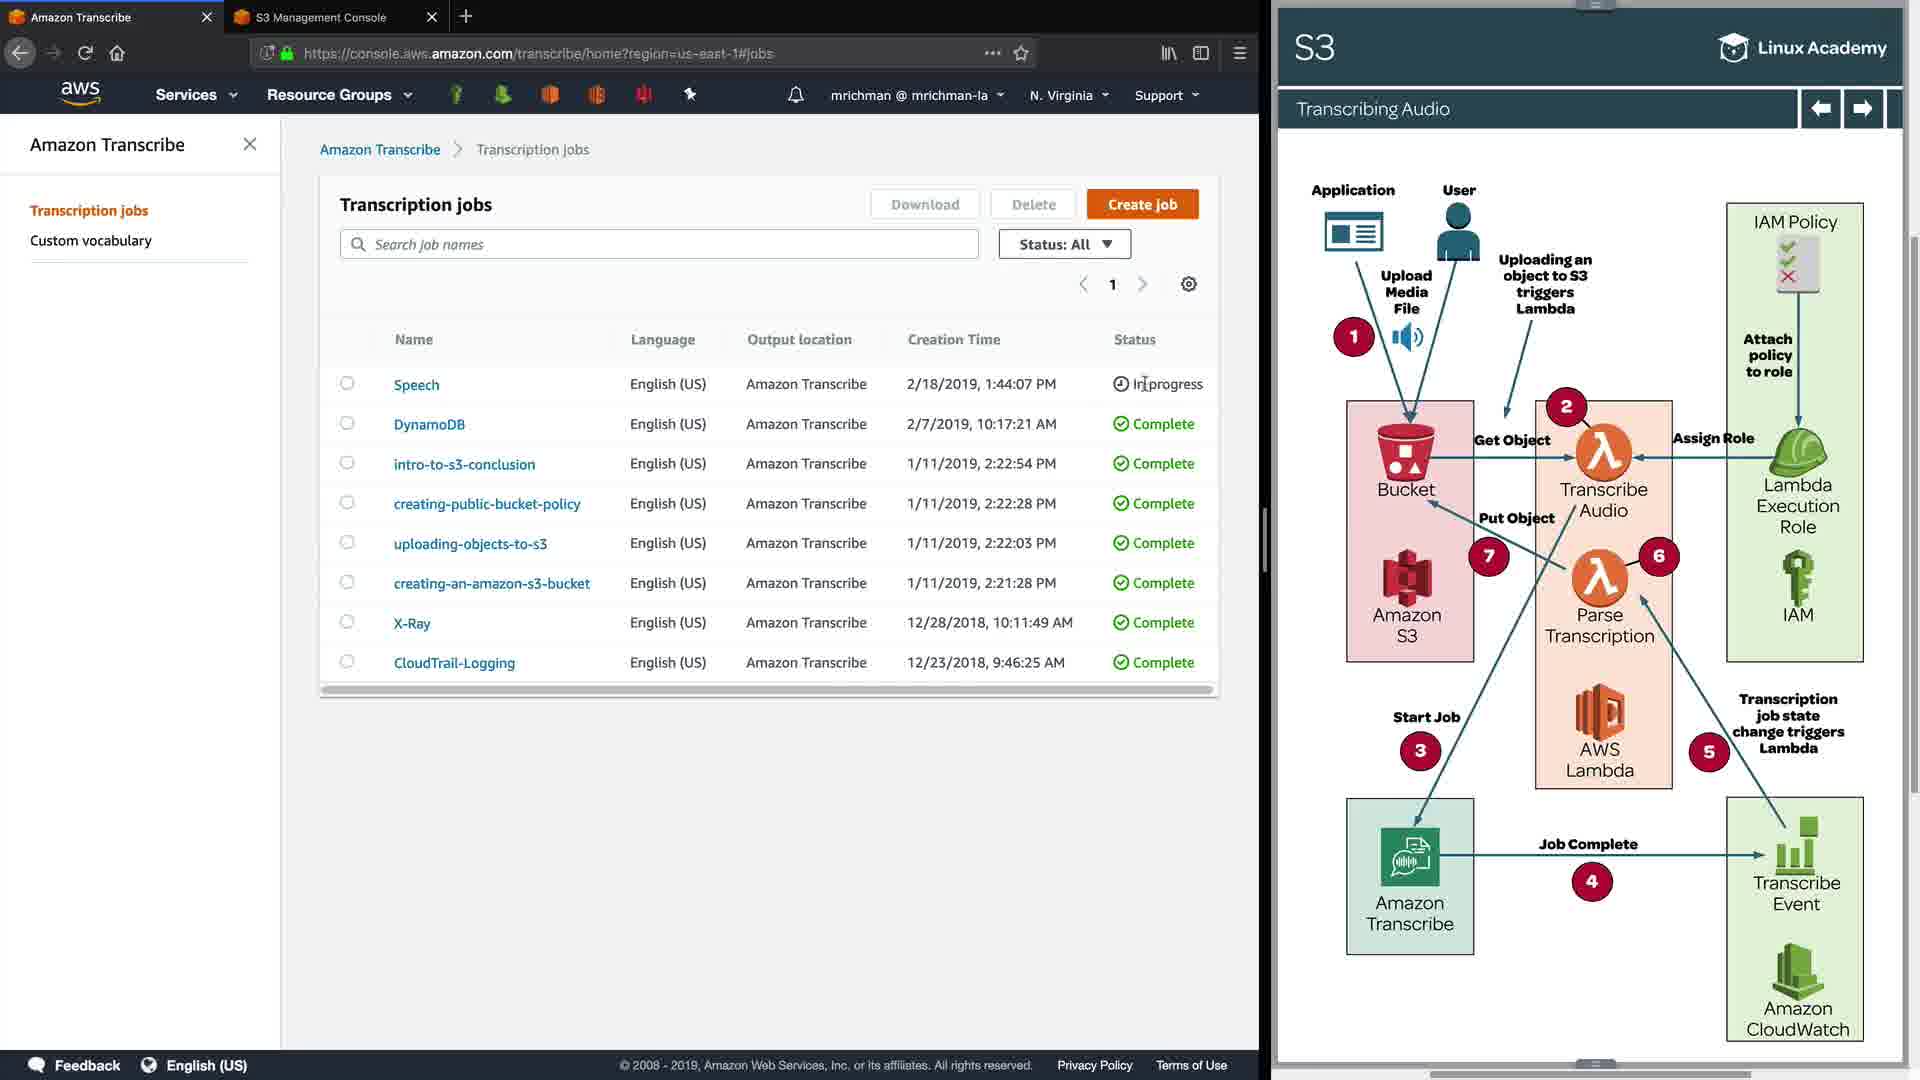 Amazon Transcribe
S3 Management Console
https://console.aws.amazon.com/transcribe/home?region=us-east-1#jobs
aws
Services
Resource Groups
mrichman @ mrichman-la
N. Virginia
Support
Amazon Transcribe
Transcription jobs
Custom vocabulary
Amazon Transcribe
Transcription jobs
Transcription jobs
Download
Delete
Create job
Search job names
Status: All
1
Name Language Output location Creation Time Status
Speech English (US) Amazon Transcribe 2/18/2019, 1:44:07 PM In progress
DynamoDB English (US) Amazon Transcribe 2/7/2019, 10:17:21 AM Complete
intro-to-s3-conclusion English (US) Amazon Transcribe 1/11/2019, 2:22:54 PM Complete
creating-public-bucket-policy English (US) Amazon Transcribe 1/11/2019, 2:22:28 PM Complete
uploading-objects-to-s3 English (US) Amazon Transcribe 1/11/2019, 2:22:03 PM Complete
creating-an-amazon-s3-bucket English (US) Amazon Transcribe 1/11/2019, 2:21:28 PM Complete
X-Ray English (US) Amazon Transcribe 12/28/2018, 10:11:49 AM Complete
CloudTrail-Logging English (US) Amazon Transcribe 12/23/2018, 9:46:25 AM Complete
Feedback
English (US)
© 2008 - 2019, Amazon Web Services, Inc. or its affiliates. All rights reserved.
Privacy Policy
Terms of Use
S3
Linux Academy
Transcribing Audio
Application
User
Upload
Media
File
1
Uploading an
object to S3
triggers
Lambda
IAM Policy
Attach
policy
to role
2
Get Object
Assign Role
Bucket
Transcribe
Audio
Lambda
Execution
Role
Put Object
7
6
Amazon
S3
Parse
Transcription
IAM
Start Job
3
AWS
Lambda
Transcription
job state
change triggers
Lambda
5
Job Complete
4
Amazon
Transcribe
Transcribe
Event
Amazon
CloudWatch